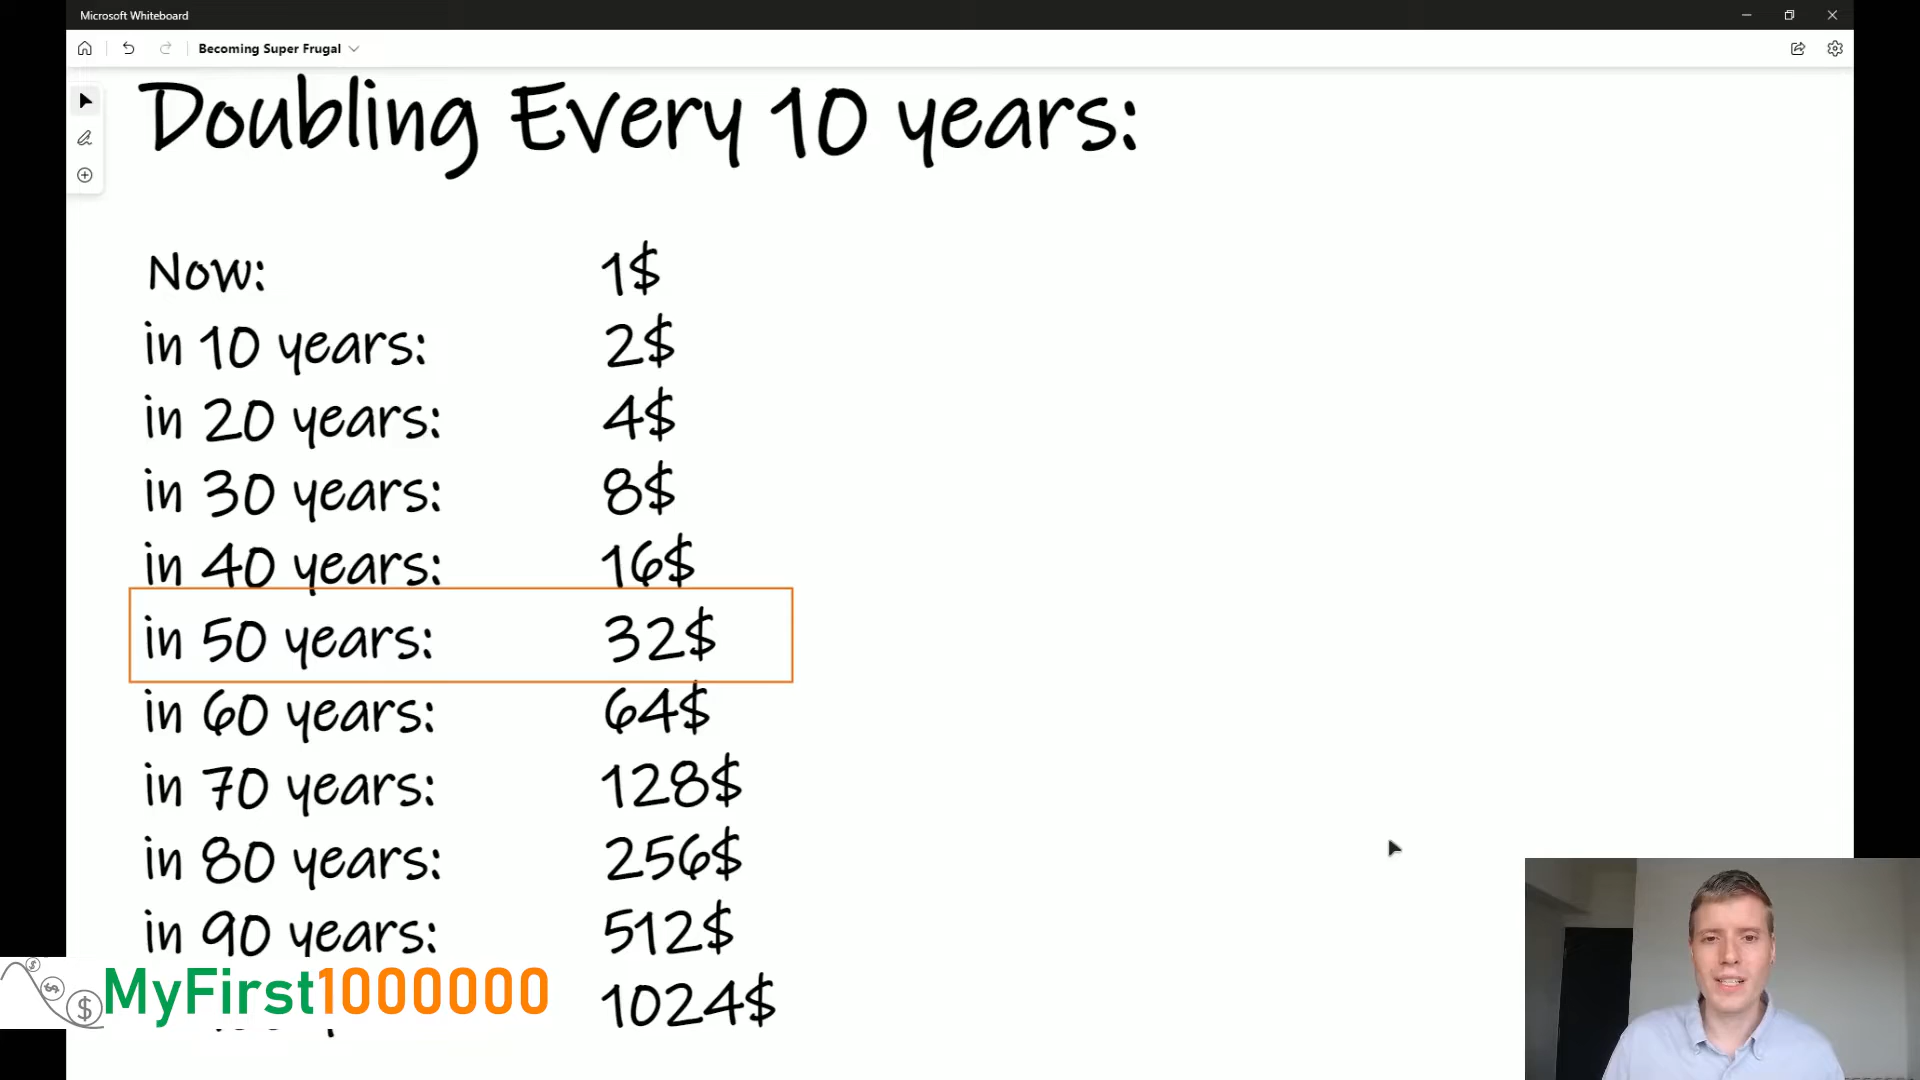 Microsoft Whiteboard
Becoming Super Frugal
Doubling Every 10 years:
Now: 1$
in 10 years: 2$
in 20 years: 4$
in 30 years: 8$
in 40 years: 16$
in 50 years: 32$
in 60 years: 64$
in 70 years: 128$
in 80 years: 256$
in 90 years: 512$
1024$
MyFirst1000000